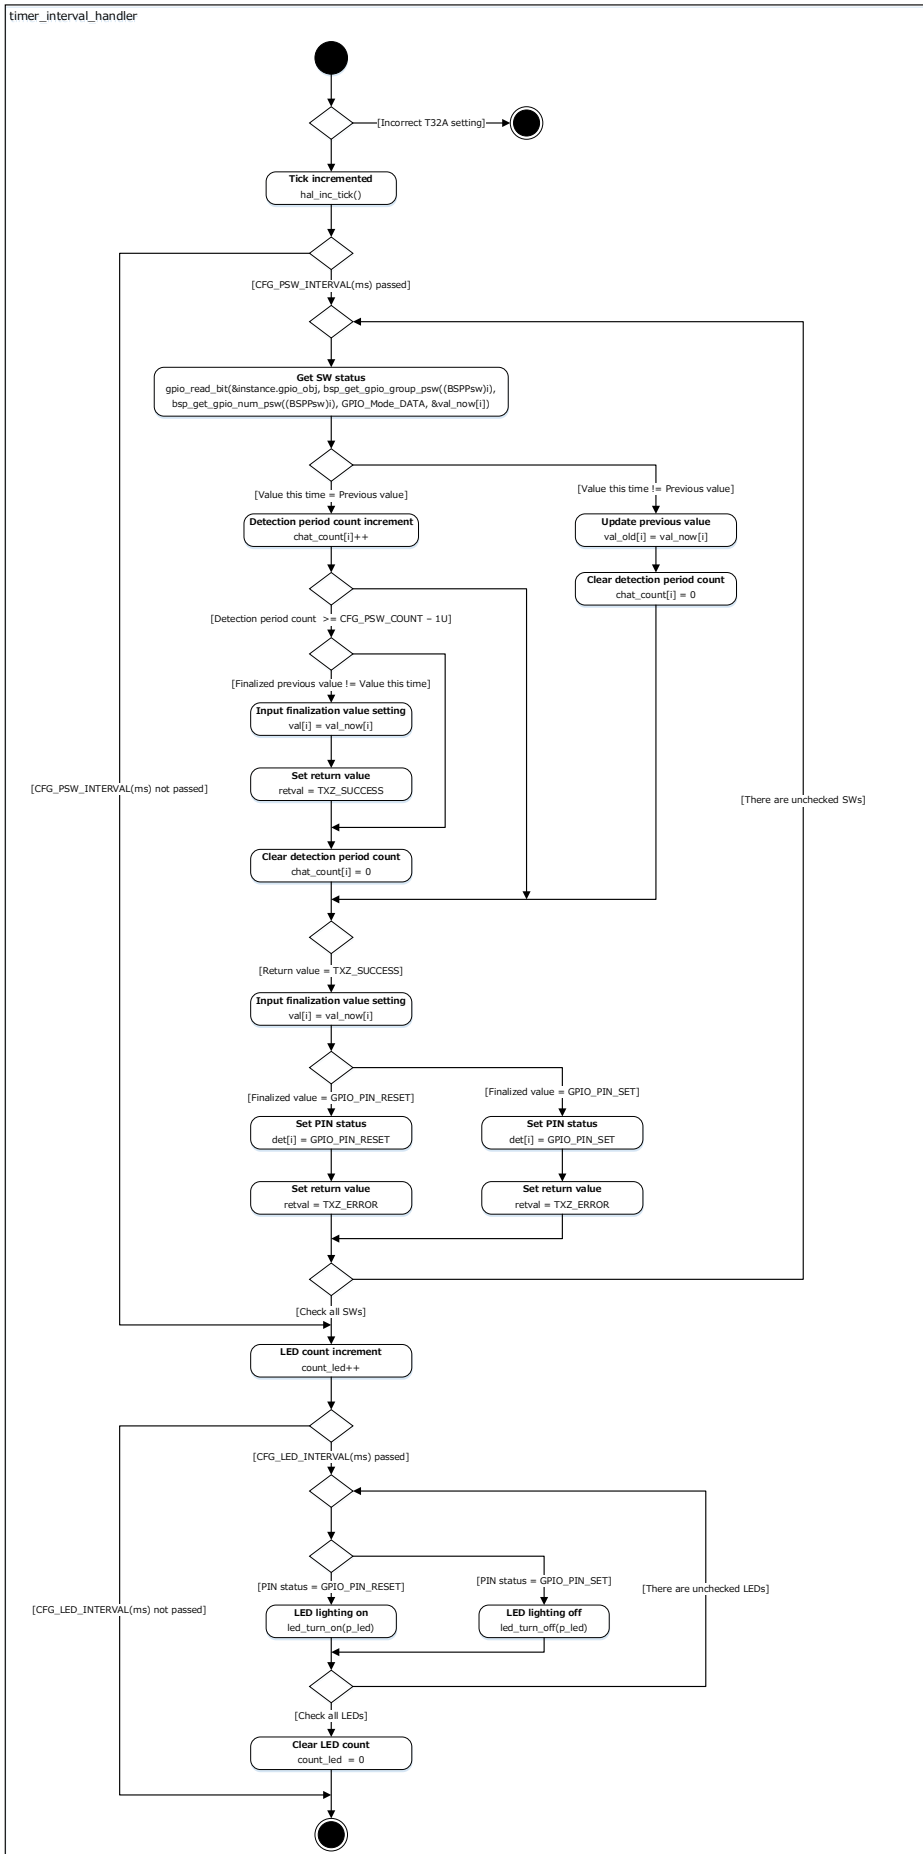 timer_interval_handler
[Incorrect T32A setting]
Tick incremented
hal_inc_tick()
[CFG_PSW_INTERVAL(ms) passed]
Get SW status
gpio_read_bit(&instance.gpio_obj, bsp_get_gpio_group_psw((BSPPsw)i),
bsp_get_gpio_num_psw((BSPPsw)i), GPIO_Mode_DATA, &val_now[i])
[Value this time = Previous value]
[Value this time != Previous value]
Detection period count increment
chat_count[i]++
Update previous value
val_old[i] = val_now[i]
Clear detection period count
chat_count[i] = 0
[Detection period count  >= CFG_PSW_COUNT – 1U]
[Finalized previous value != Value this time]
Input finalization value setting
val[i] = val_now[i]
Set return value
retval = TXZ_SUCCESS
[CFG_PSW_INTERVAL(ms) not passed]
[There are unchecked SWs]
Clear detection period count
chat_count[i] = 0
[Return value = TXZ_SUCCESS]
Input finalization value setting
val[i] = val_now[i]
[Finalized value = GPIO_PIN_RESET]
[Finalized value = GPIO_PIN_SET]
Set PIN status
det[i] = GPIO_PIN_RESET
Set PIN status
det[i] = GPIO_PIN_SET
Set return value
retval = TXZ_ERROR
Set return value
retval = TXZ_ERROR
[Check all SWs]
LED count increment
count_led++
[CFG_LED_INTERVAL(ms) passed]
[PIN status = GPIO_PIN_RESET]
[PIN status = GPIO_PIN_SET]
[There are unchecked LEDs]
[CFG_LED_INTERVAL(ms) not passed]
LED lighting on
led_turn_on(p_led)
LED lighting off
led_turn_off(p_led)
[Check all LEDs]
Clear LED count
count_led  = 0